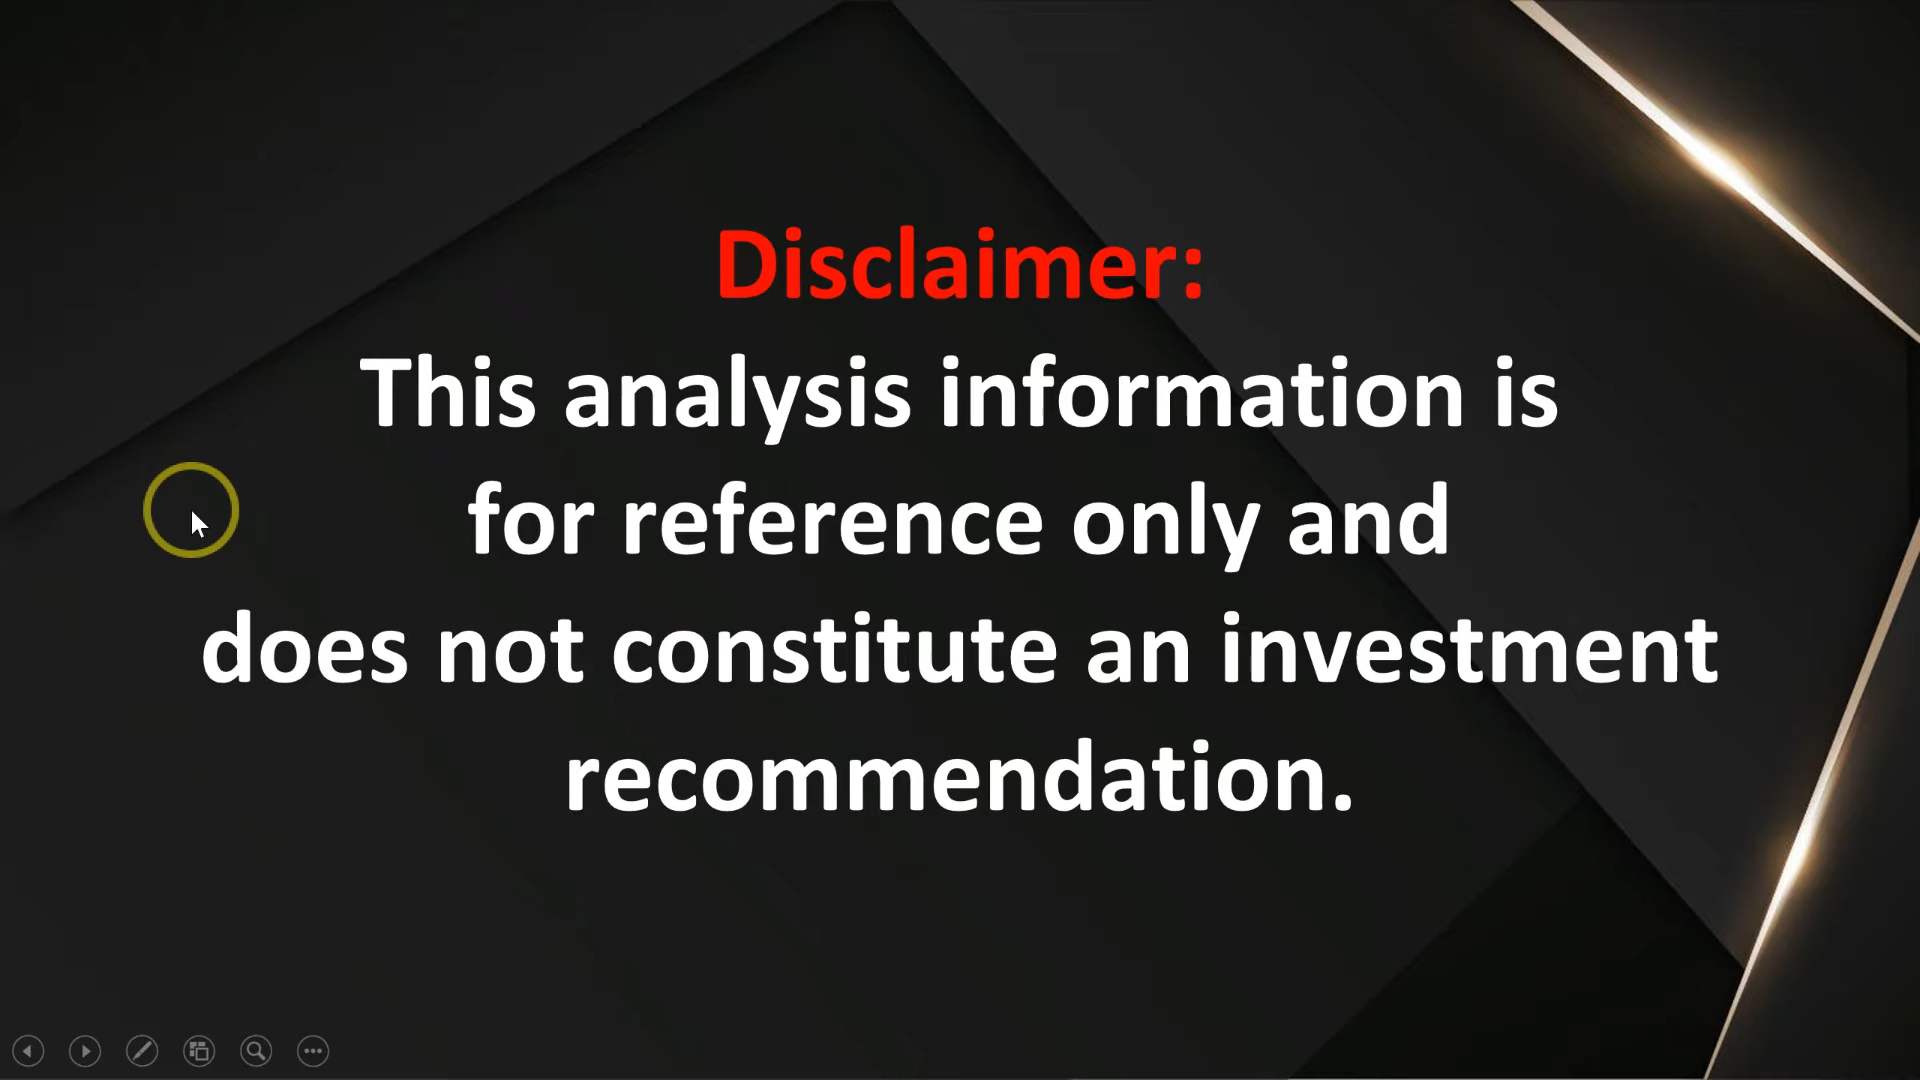 Disclaimer:
This analysis information is
for reference only and
does not constitute an investment
recommendation.